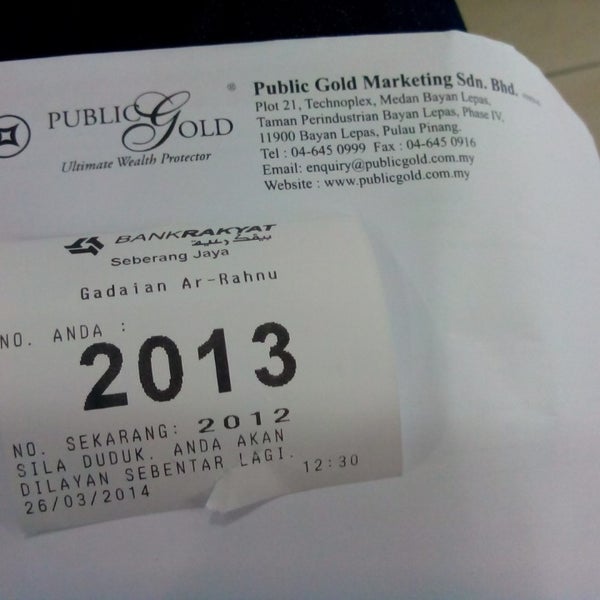 PUBLIC GOLD
®
Ultimate Wealth Protector
Public Gold Marketing Sdn. Bhd.
Plot 21, Technoplex, Medan Bayan Lepas,
Taman Perindustrian Bayan Lepas, Phase IV,
11900 Bayan Lepas, Pulau Pinang.
Tel : 04-645 0999 Fax : 04-645 0916
Email: enquiry@publicgold.com.my
Website : www.publicgold.com.my
BANKRAKYAT
Seberang Jaya
Gadaian Ar-Rahnu
NO. ANDA :
2013
NO. SEKARANG: 2012
SILA DUDUK. ANDA AKAN
DILAYAN SEBENTAR LAGI.
26/03/2014 12:30